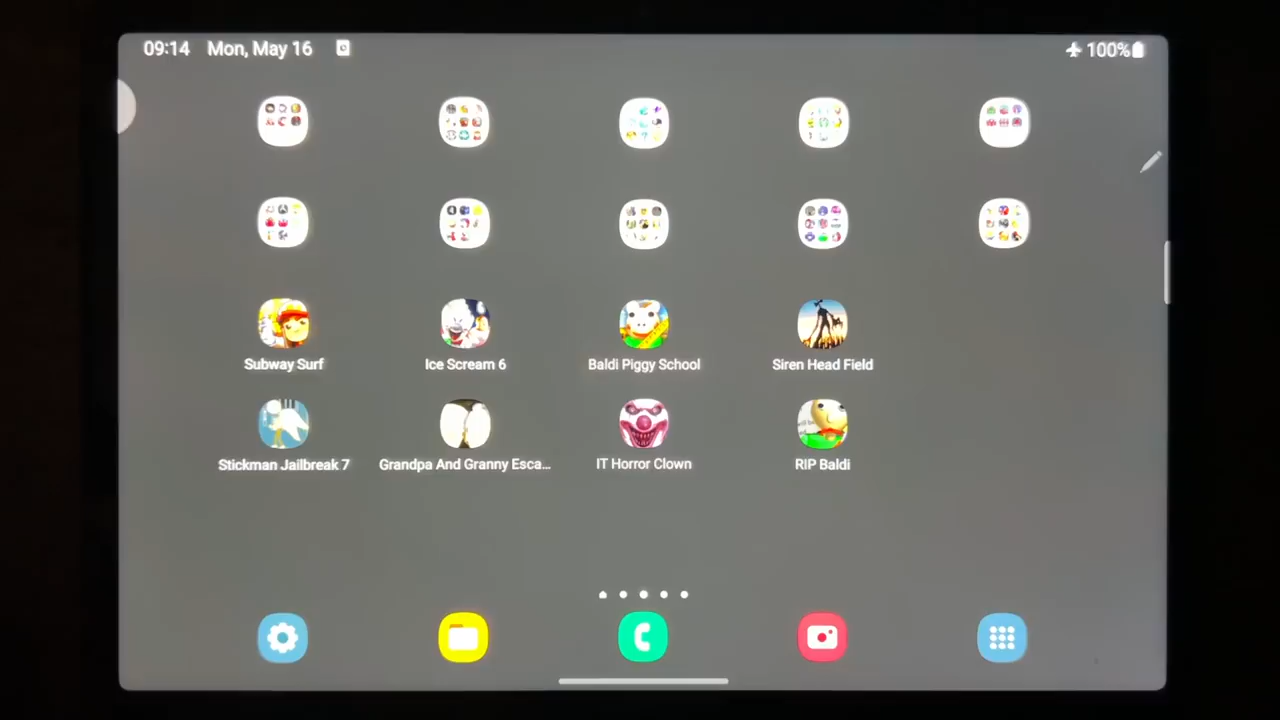 09:14 Mon, May 16 100%
Subway Surf Ice Scream 6 Baldi Piggy School Siren Head Field
Stickman Jailbreak 7 Grandpa And Granny Esca... IT Horror Clown RIP Baldi